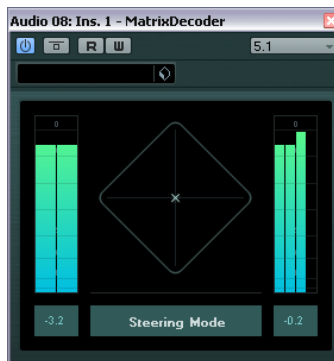 Audio 08: Ins. 1 - MatrixDecoder
R W 5.1
0 0
-3.2 Steering Mode -0.2